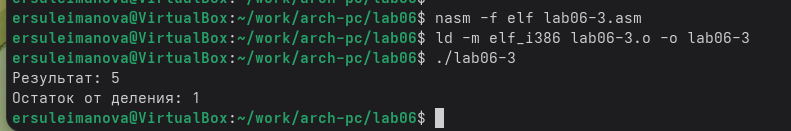 ersuleimanova@VirtualBox:~/work/arch-pc/lab06$ nasm -f elf lab06-3.asm
ersuleimanova@VirtualBox:~/work/arch-pc/lab06$ ld -m elf_i386 lab06-3.o -o lab06-3
ersuleimanova@VirtualBox:~/work/arch-pc/lab06$ ./lab06-3
Результат: 5
Остаток от деления: 1
ersuleimanova@VirtualBox:~/work/arch-pc/lab06$